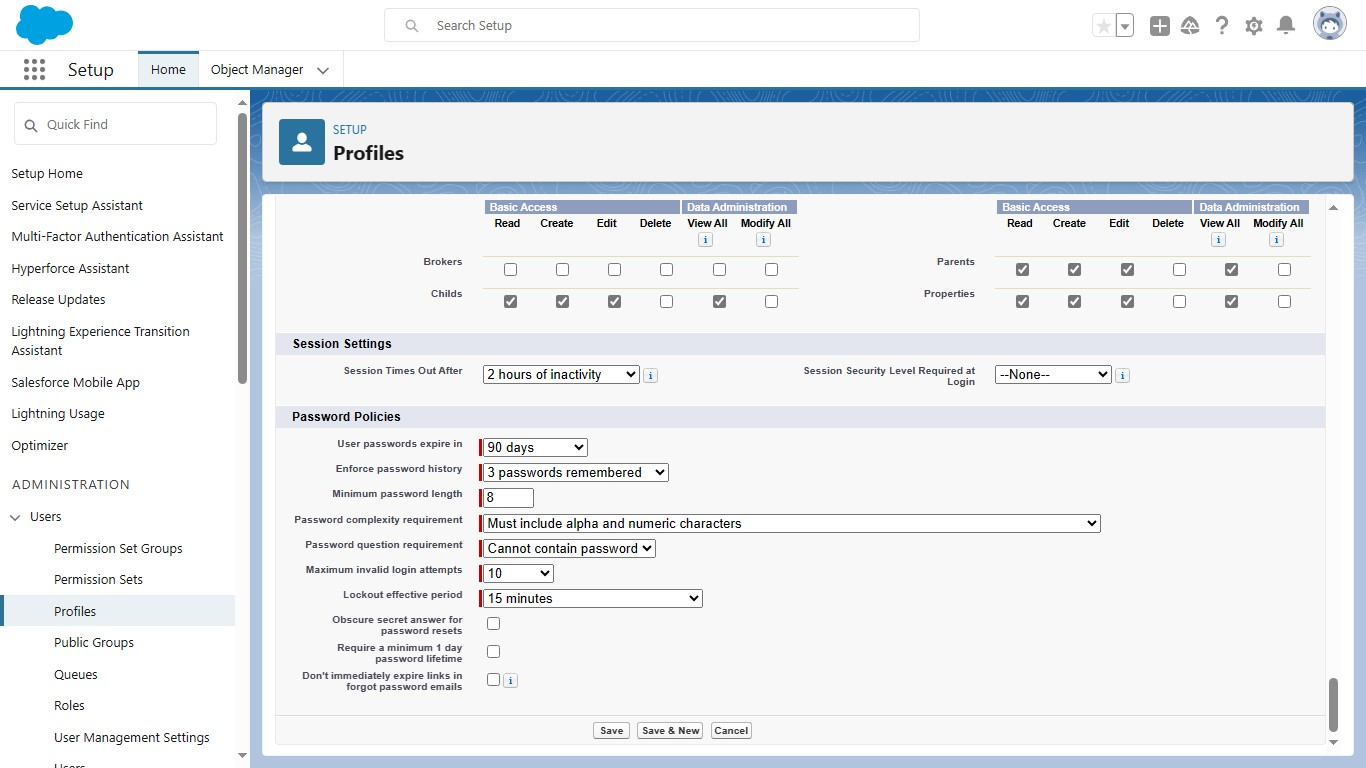 Search Setup
Setup
Home
Object Manager
Quick Find
Setup Home
Service Setup Assistant
Multi-Factor Authentication Assistant
Hyperforce Assistant
Release Updates
Lightning Experience Transition
Assistant
Salesforce Mobile App
Lightning Usage
Optimizer
ADMINISTRATION
Users
Permission Set Groups
Permission Sets
Profiles
Public Groups
Queues
Roles
User Management Settings
Users
SETUP
Profiles
Basic Access Data Administration Basic Access Data Administration
Read Create Edit Delete View All Modify All Read Create Edit Delete View All Modify All
i i i i
Brokers Parents
Childs Properties
Session Settings
Session Times Out After 2 hours of inactivity i Session Security Level Required at
Login --None-- i
Password Policies
User passwords expire in 90 days
Enforce password history 3 passwords remembered
Minimum password length 8
Password complexity requirement Must include alpha and numeric characters
Password question requirement Cannot contain password
Maximum invalid login attempts 10
Lockout effective period 15 minutes
Obscure secret answer for
password resets
Require a minimum 1 day
password lifetime
Don't immediately expire links in
forgot password emails i
Save Save & New Cancel